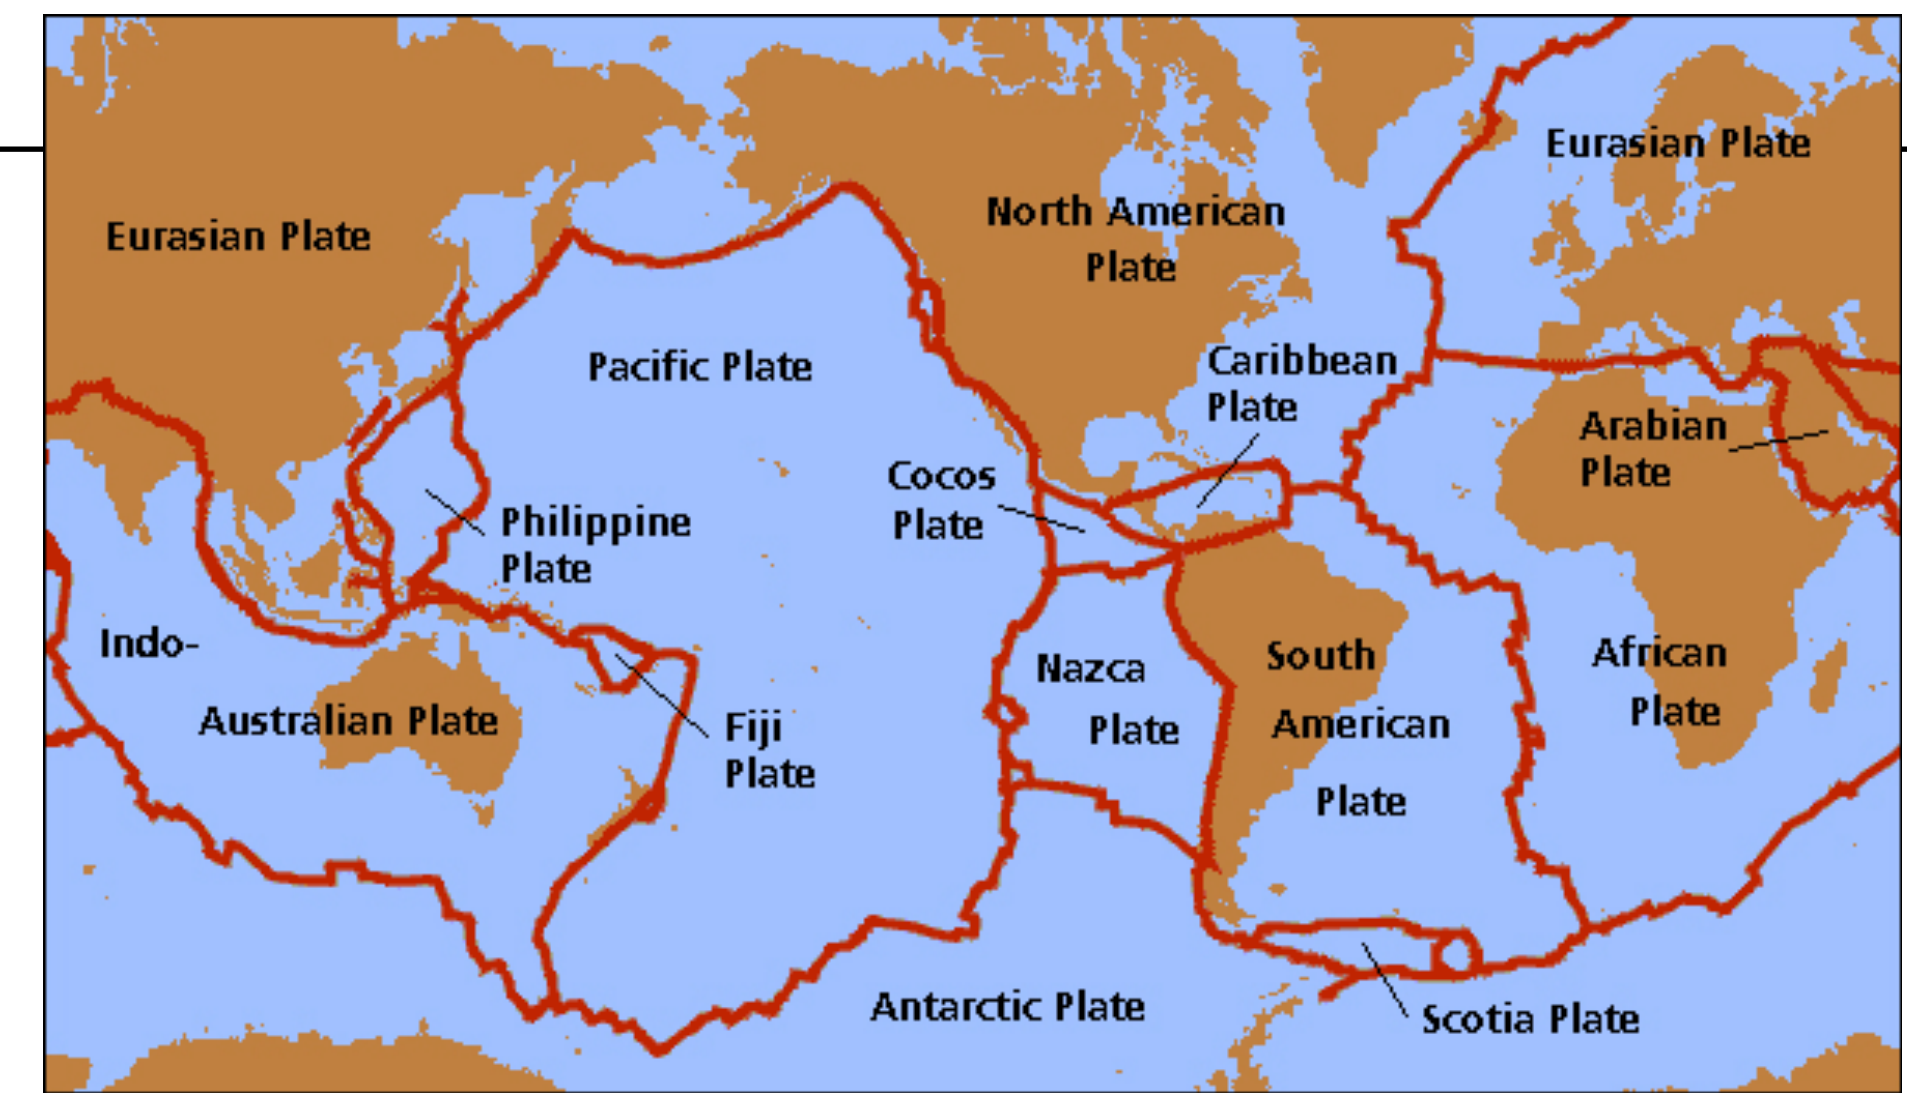 Eurasian Plate
North American
Plate
Eurasian Plate
Pacific Plate
Caribbean
Plate
Arabian
Plate
Cocos
Plate
Philippine
Plate
Indo-
Australian Plate
Fiji
Plate
Nazca
Plate
South
American
Plate
African
Plate
Antarctic Plate
Scotia Plate